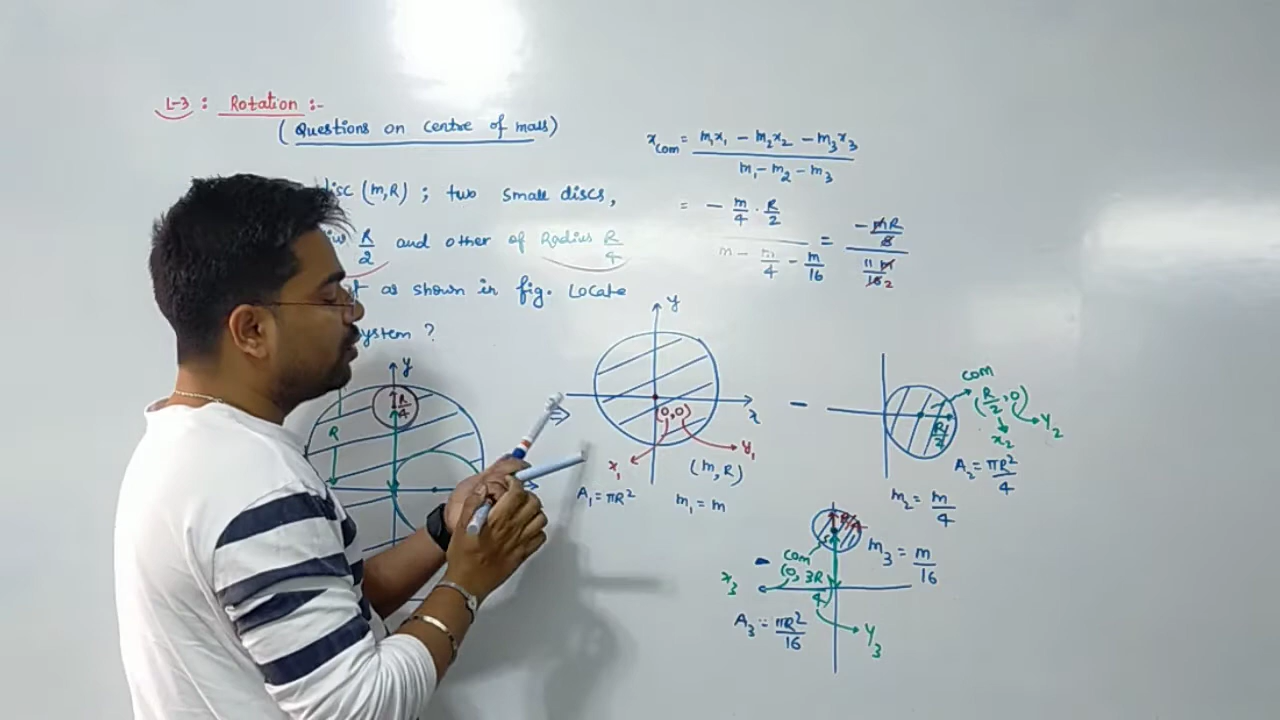 L-3 : Rotation :-
(Questions on centre of mass)
disc (m,R) ; two small discs,
R/2 and other of Radius R/4
as shown in fig. Locate
system ?
x_com = (m₁x₁ - m₂x₂ - m₃x₃)/(m₁ - m₂ - m₃)
= (- m/4 · R/2)/(m - m/4 - m/16) = (-mR/8)/(11m/16) 2
y
R/4
R
y
x
(0,0)
x₁
y₁
(m,R)
A₁ = πR²
m₁ = m
-
com
(R/2, 0)
x₂
y₂
A₂ = πR²/4
m₂ = m/4
-
com
(0, 3R/4)
x₃
y₃
m₃ = m/16
A₃ = πR²/16